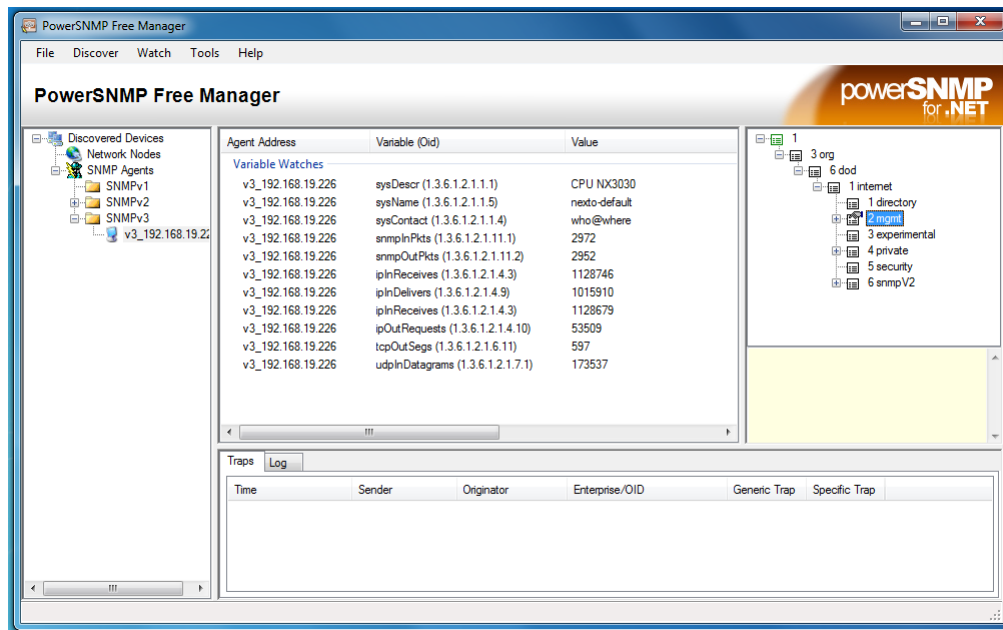 PowerSNMP Free Manager
File Discover Watch Tools Help
PowerSNMP Free Manager
powerSNMP
for .NET
Discovered Devices
Network Nodes
SNMP Agents
SNMPv1
SNMPv2
SNMPv3
v3_192.168.19.22
Agent Address Variable (Oid) Value
Variable Watches
v3_192.168.19.226 sysDescr (1.3.6.1.2.1.1.1) CPU NX3030
v3_192.168.19.226 sysName (1.3.6.1.2.1.1.5) nexto-default
v3_192.168.19.226 sysContact (1.3.6.1.2.1.1.4) who@where
v3_192.168.19.226 snmpInPkts (1.3.6.1.2.1.11.1) 2972
v3_192.168.19.226 snmpOutPkts (1.3.6.1.2.1.11.2) 2952
v3_192.168.19.226 ipInReceives (1.3.6.1.2.1.4.3) 1128746
v3_192.168.19.226 ipInDelivers (1.3.6.1.2.1.4.9) 1015910
v3_192.168.19.226 ipInReceives (1.3.6.1.2.1.4.3) 1128679
v3_192.168.19.226 ipOutRequests (1.3.6.1.2.1.4.10) 53509
v3_192.168.19.226 tcpOutSegs (1.3.6.1.2.1.6.11) 597
v3_192.168.19.226 udpInDatagrams (1.3.6.1.2.1.7.1) 173537
1
3 org
6 dod
1 internet
1 directory
2 mgmt
3 experimental
4 private
5 security
6 snmpV2
Traps Log
Time Sender Originator Enterprise/OID Generic Trap Specific Trap